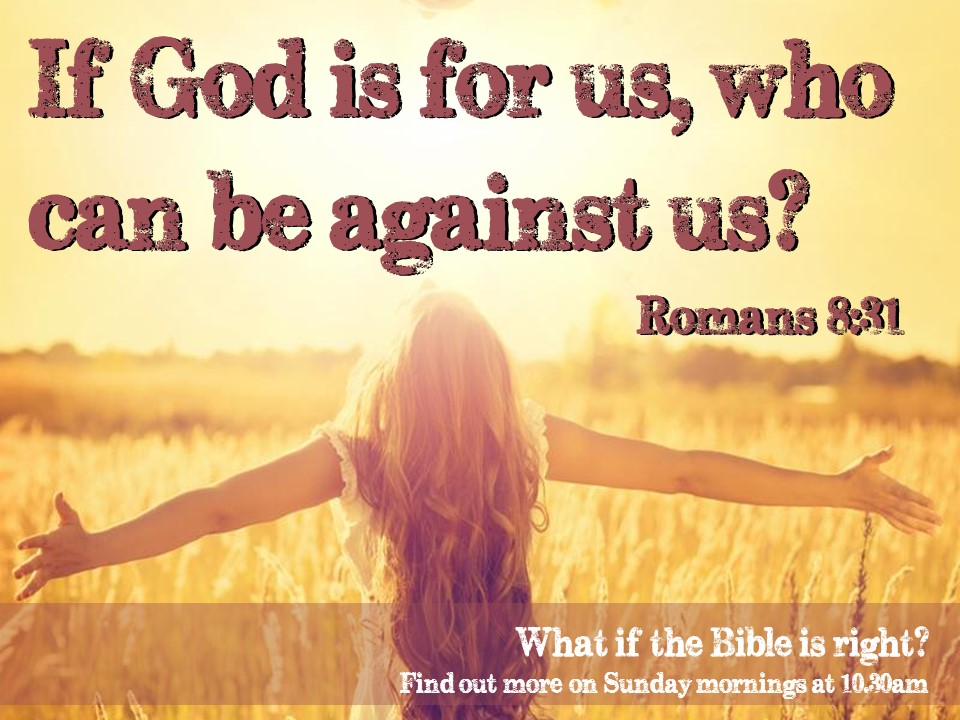 If God is for us, who
can be against us?
Romans 8:31
What if the Bible is right?
Find out more on Sunday mornings at 10.30am